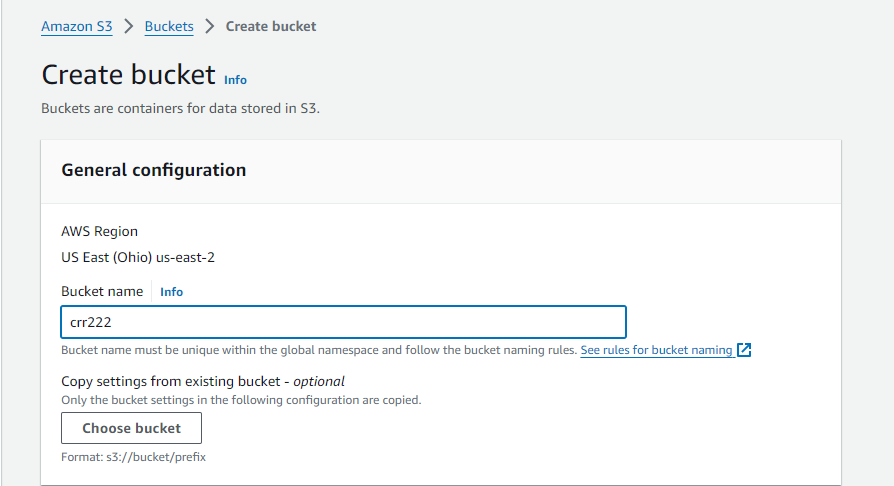 Amazon S3 > Buckets > Create bucket
Create bucket Info
Buckets are containers for data stored in S3.
General configuration
AWS Region
US East (Ohio) us-east-2
Bucket name Info
crr222
Bucket name must be unique within the global namespace and follow the bucket naming rules. See rules for bucket naming
Copy settings from existing bucket - optional
Only the bucket settings in the following configuration are copied.
Choose bucket
Format: s3://bucket/prefix